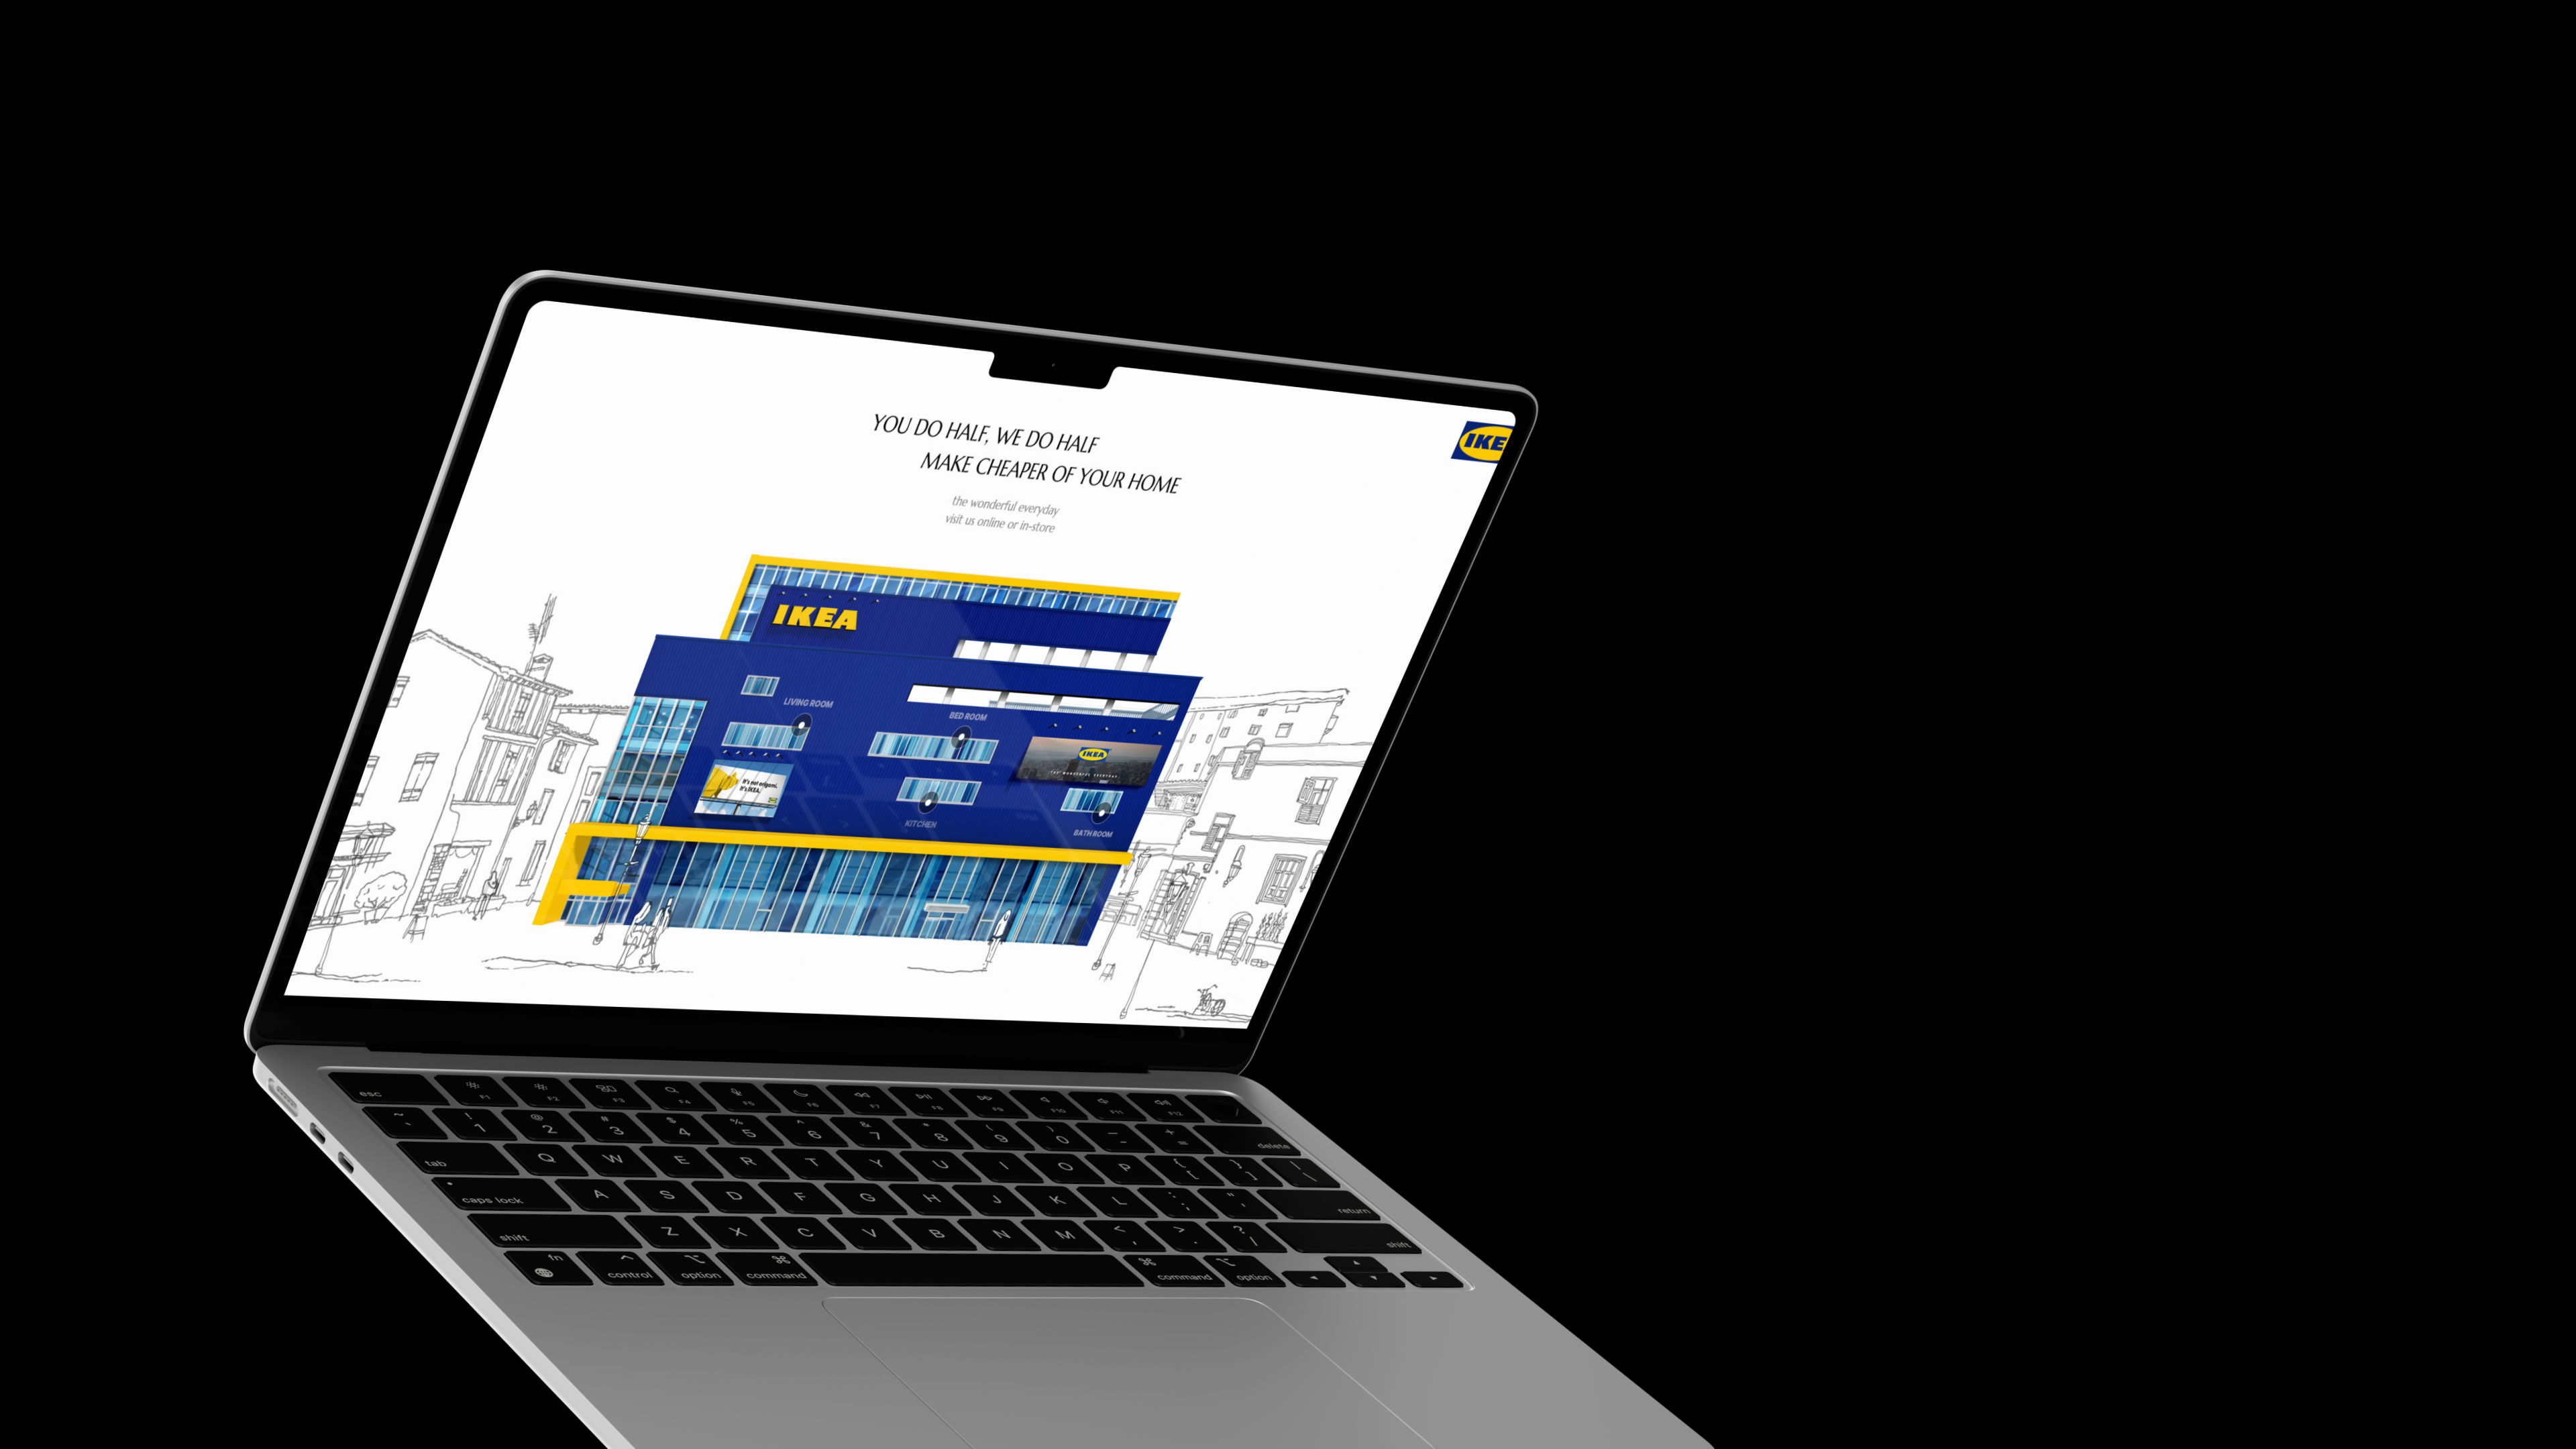 YOU DO HALF, WE DO HALF
MAKE CHEAPER OF YOUR HOME
the wonderful everyday
visit us online or in-store
IKE
IKEA
LIVING ROOM
BED ROOM
IKEA
THE WONDERFUL EVERYDAY
It's not origami.
It's IKEA.
KITCHEN
BATH ROOM
esc F1 F2 F3 F4 F5 F6 F7 F8 F9 F10 F11 F12
~ ` ! 1 @ 2 # 3 $ 4 % 5 ^ 6 & 7 * 8 ( 9 ) 0 _ - + = delete
tab Q W E R T Y U I O P { [ } ] | \
caps lock A S D F G H J K L : ; " ' return
shift Z X C V B N M < , > . ? / shift
fn control option command command option